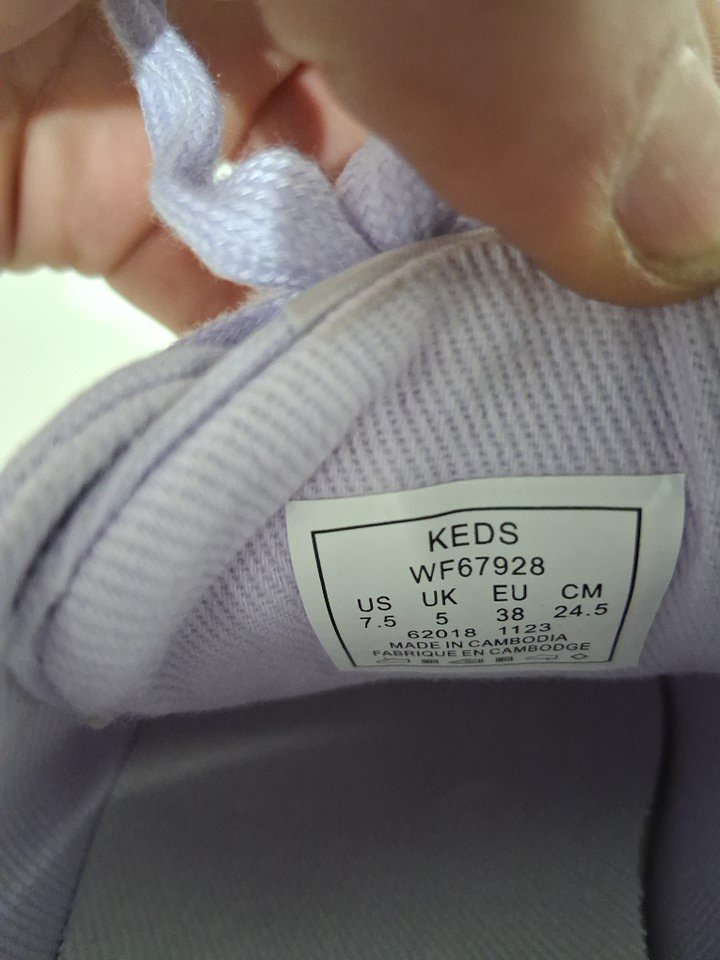 KEDS
WF67928
US UK EU CM
7.5 5 38 24.5
62018 1123
MADE IN CAMBODIA
FABRIQUE EN CAMBODGE